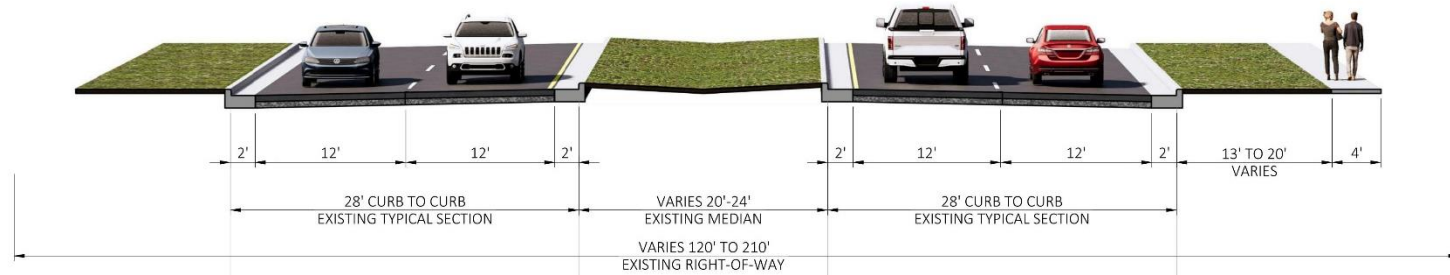 2' 12' 12' 2' 2' 12' 12' 2' 13' TO 20' 4'
VARIES
28' CURB TO CURB VARIES 20'-24' 28' CURB TO CURB
EXISTING TYPICAL SECTION EXISTING MEDIAN EXISTING TYPICAL SECTION
VARIES 120' TO 210'
EXISTING RIGHT-OF-WAY